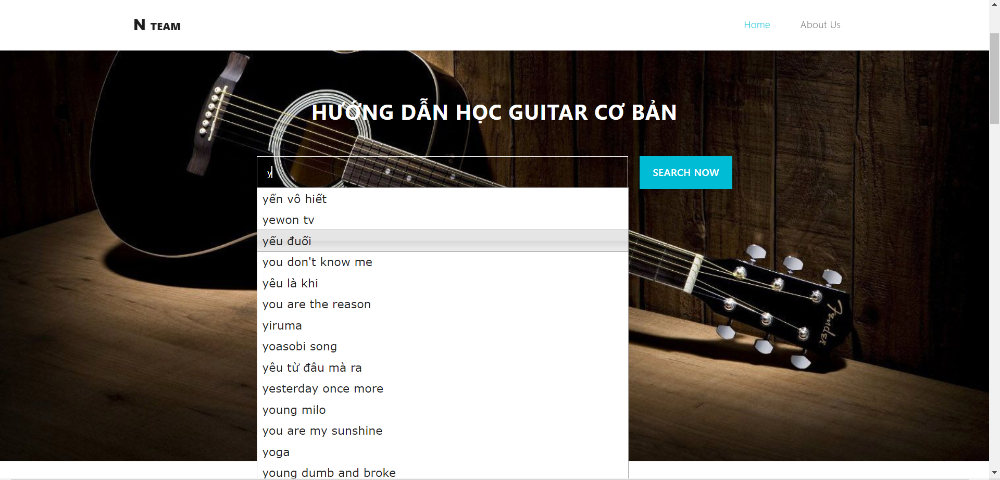 N TEAM
Home
About Us
HƯỚNG DẪN HỌC GUITAR CƠ BẢN
y
SEARCH NOW
yến vô hiết
yewon tv
yếu đuối
you don't know me
yêu là khi
you are the reason
yiruma
yoasobi song
yêu từ đâu mà ra
yesterday once more
young milo
you are my sunshine
yoga
young dumb and broke
Fender